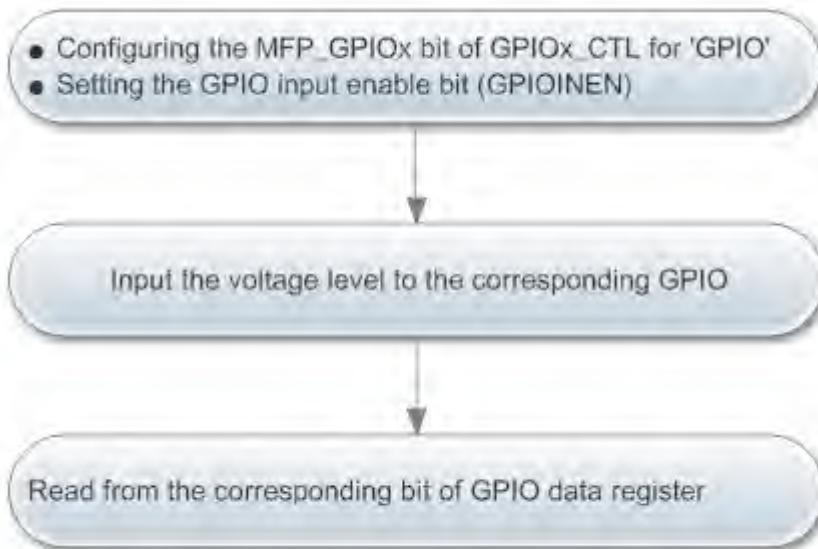 ● Configuring the MFP_GPIOx bit of GPIOx_CTL for 'GPIO'
● Setting the GPIO input enable bit (GPIOINEN)
Input the voltage level to the corresponding GPIO
Read from the corresponding bit of GPIO data register